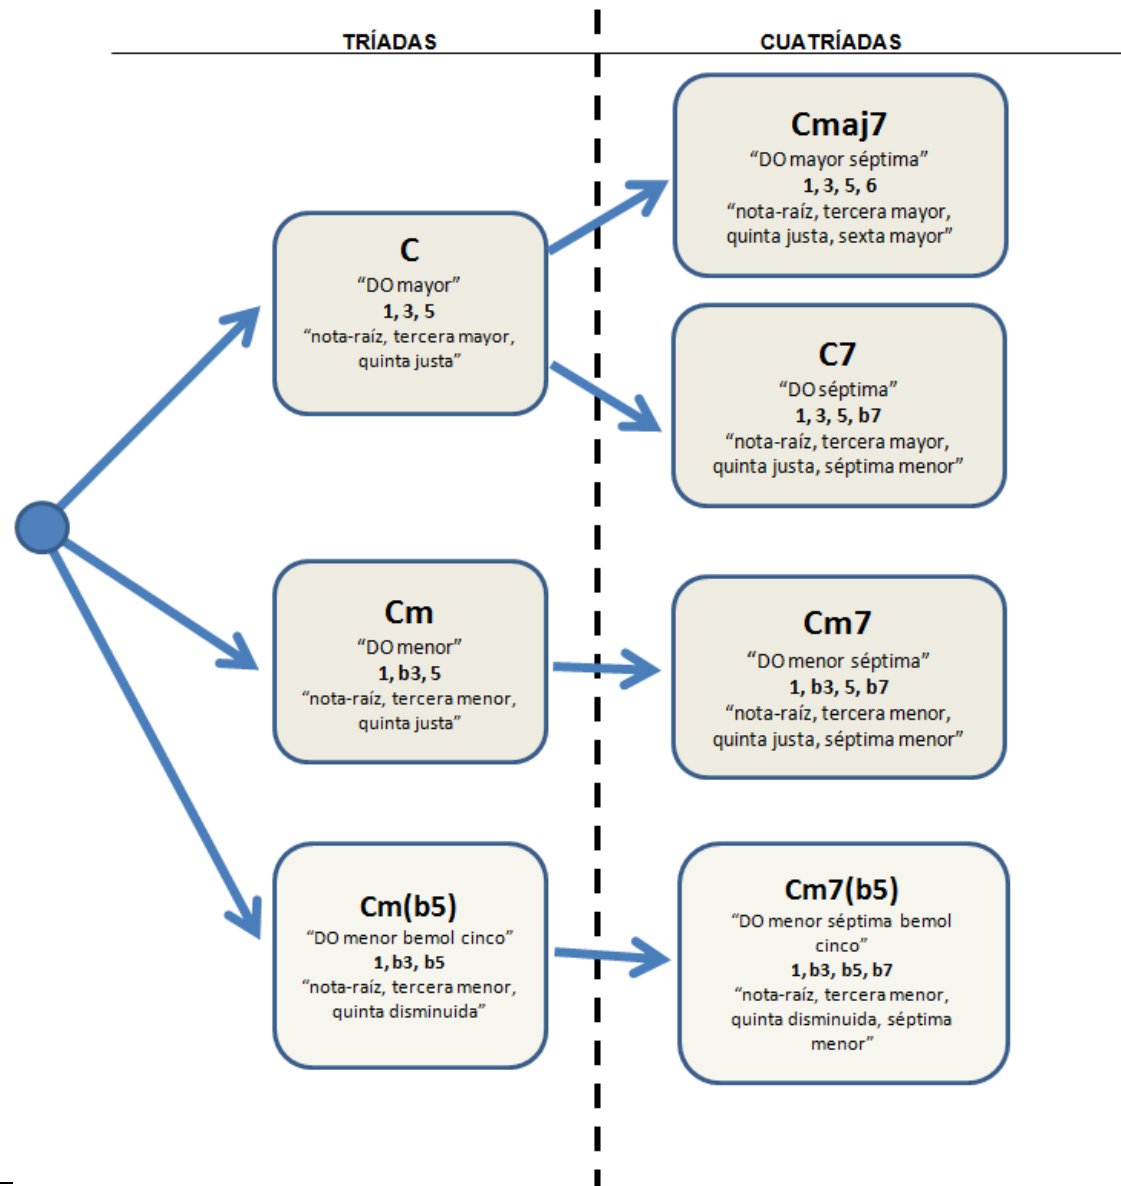 TRÍADAS
CUATRÍADAS
Cmaj7
“DO mayor séptima”
1, 3, 5, 6
“nota-raíz, tercera mayor,
quinta justa, sexta mayor”
C
“DO mayor”
1, 3, 5
“nota-raíz, tercera mayor,
quinta justa”
C7
“DO séptima”
1, 3, 5, b7
“nota-raíz, tercera mayor,
quinta justa, séptima menor”
Cm
“DO menor”
1, b3, 5
“nota-raíz, tercera menor,
quinta justa”
Cm7
“DO menor séptima”
1, b3, 5, b7
“nota-raíz, tercera menor,
quinta justa, séptima menor”
Cm(b5)
“DO menor bemol cinco”
1, b3, b5
“nota-raíz, tercera menor,
quinta disminuida”
Cm7(b5)
“DO menor séptima bemol
cinco”
1, b3, b5, b7
“nota-raíz, tercera menor,
quinta disminuida, séptima
menor”